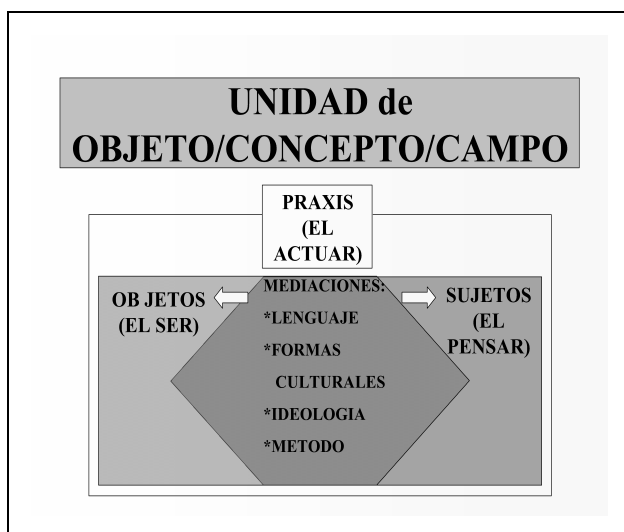 UNIDAD de
OBJETO/CONCEPTO/CAMPO
PRAXIS
(EL
ACTUAR)
OB JETOS
(EL SER)
MEDIACIONES:
*LENGUAJE
*FORMAS
CULTURALES
*IDEOLOGIA
*METODO
SUJETOS
(EL
PENSAR)